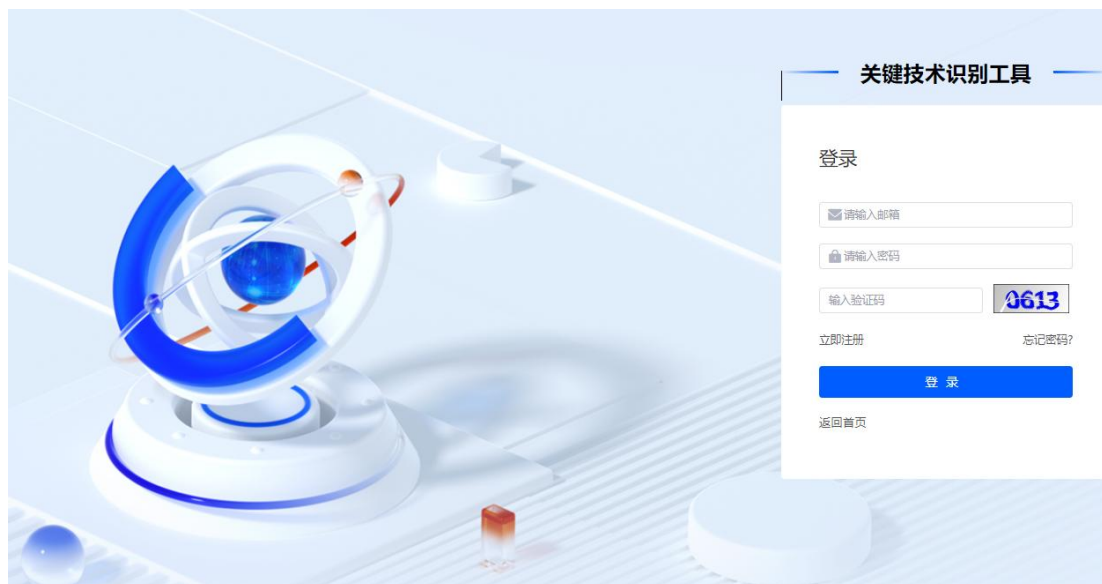 关键技术识别工具
登录
请输入邮箱
请输入密码
输入验证码 0613
立即注册 忘记密码?
登 录
返回首页